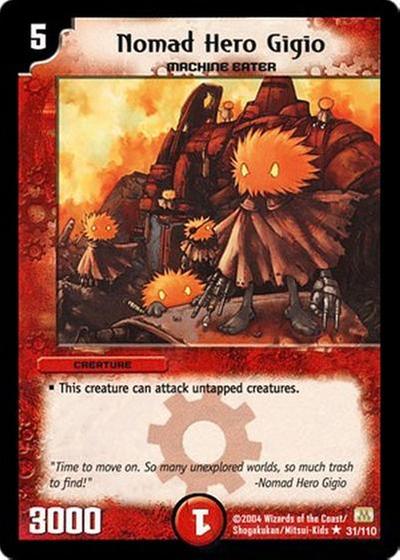 5
Nomad Hero Gigio
MACHINE EATER
CREATURE
▪ This creature can attack untapped creatures.
"Time to move on. So many unexplored worlds, so much trash
to find!" -Nomad Hero Gigio
3000
1
©2004 Wizards of the Coast/
Shogakukan/Mitsui-Kids ★ 31/110